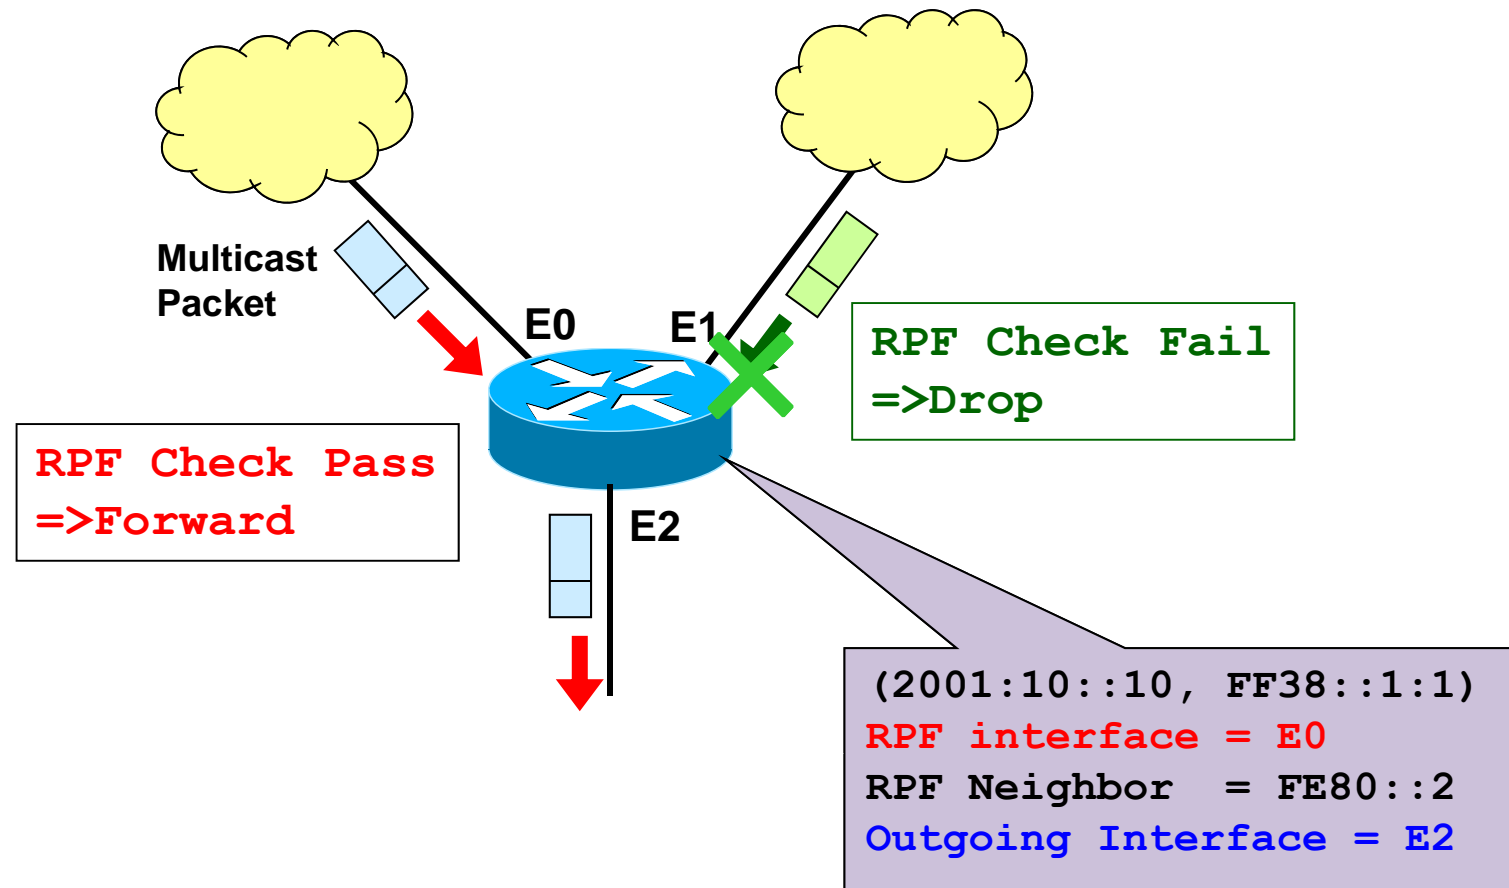 Multicast
Packet
E0
E1
RPF Check Fail
=>Drop
RPF Check Pass
=>Forward
E2
(2001:10::10, FF38::1:1)
RPF interface = E0
RPF Neighbor  = FE80::2
Outgoing Interface = E2